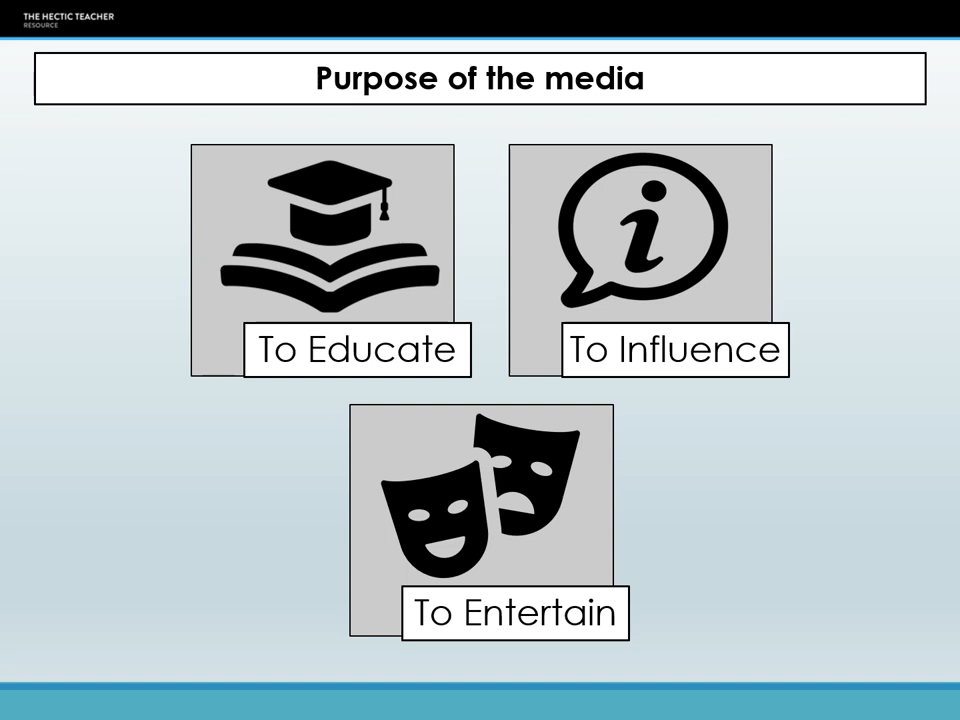 THE HECTIC TEACHER
RESOURCE
Purpose of the media
To Educate
To Influence
To Entertain